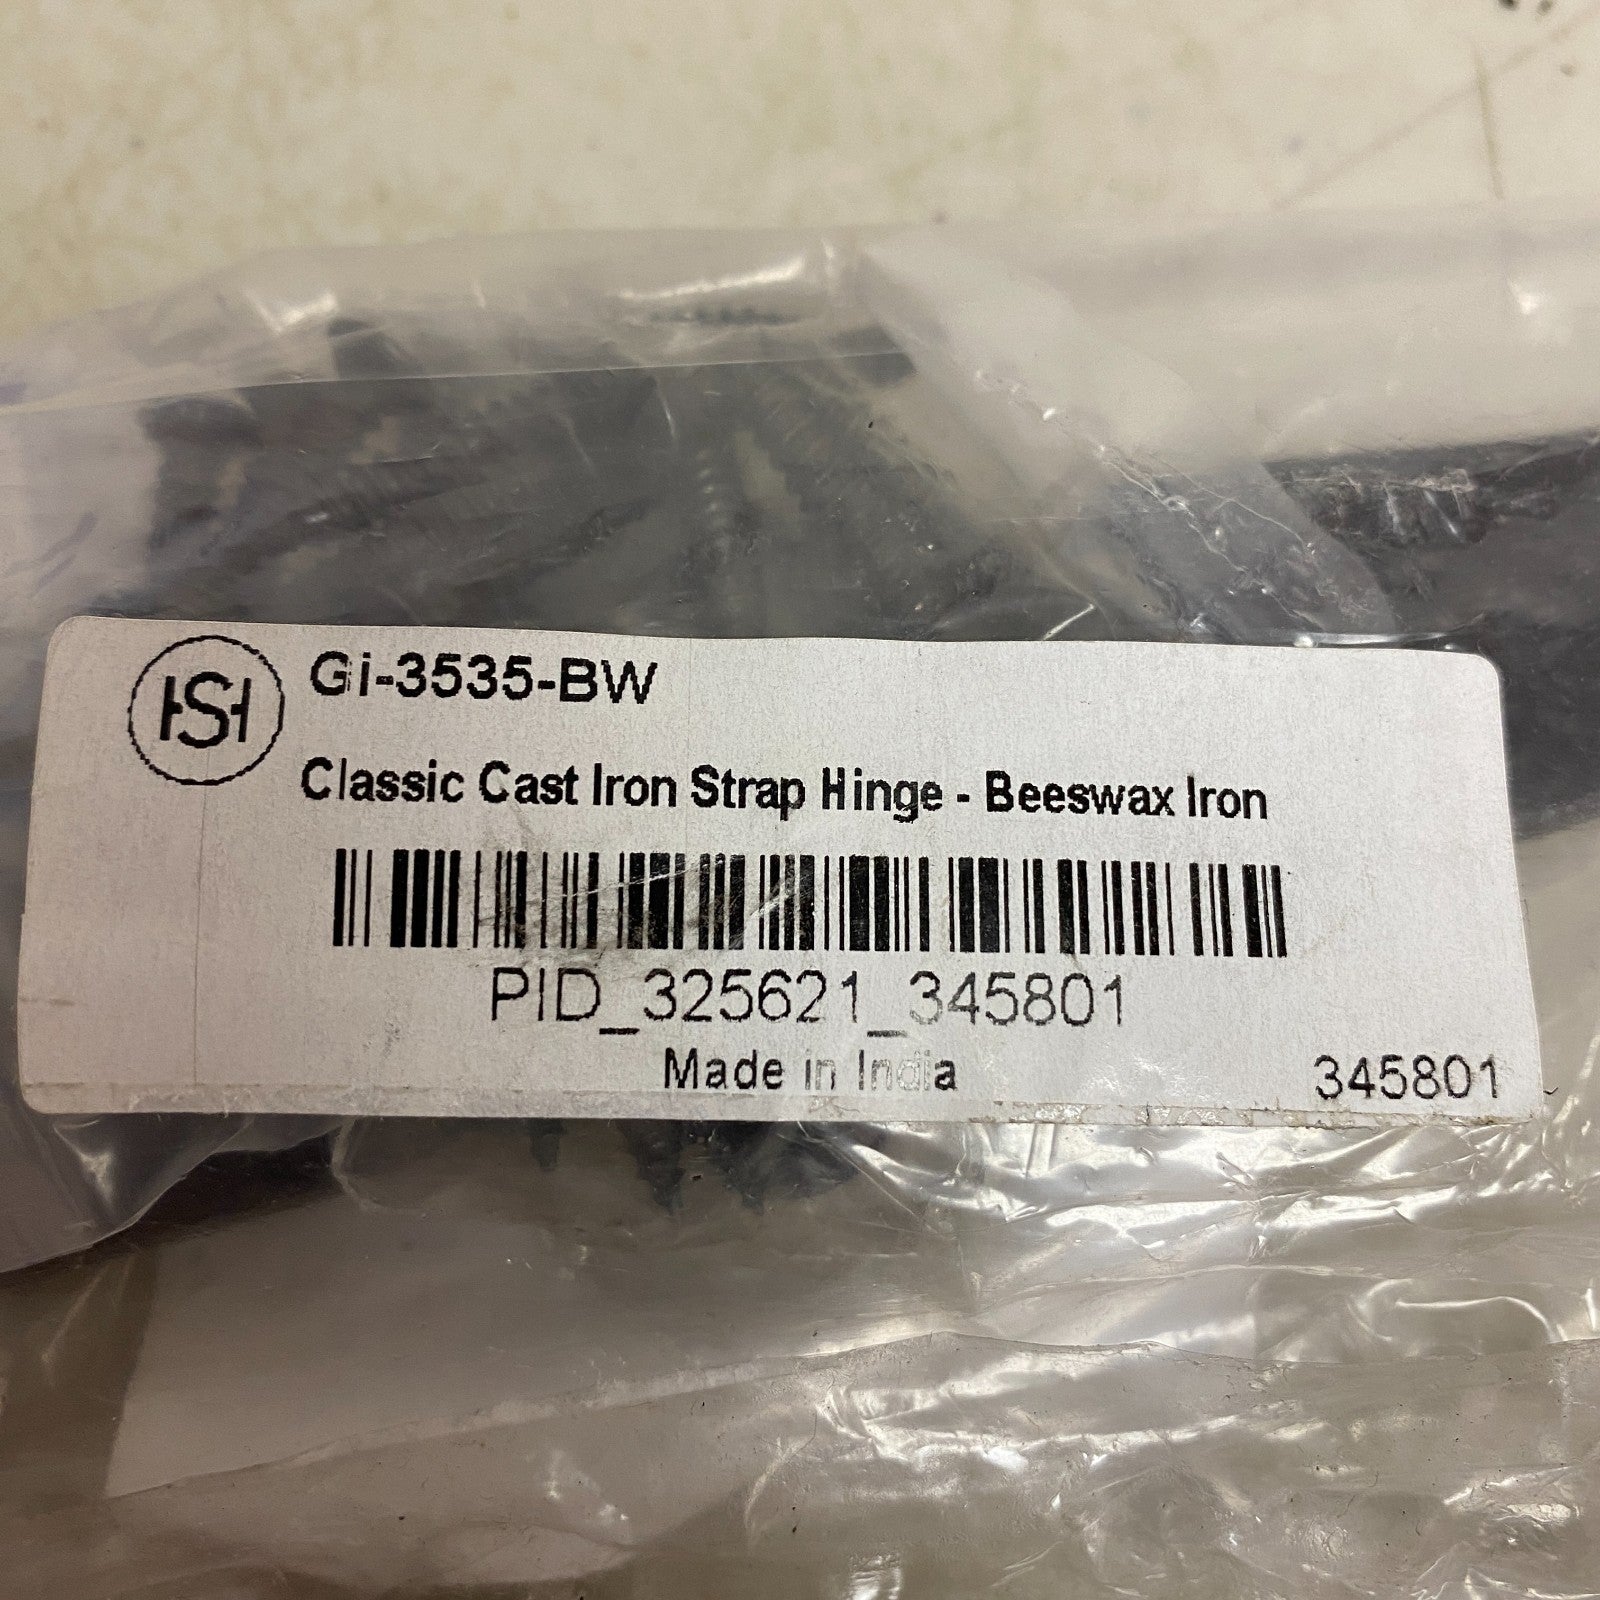 HSH Gi-3535-BW
Classic Cast Iron Strap Hinge - Beeswax Iron
PID_325621_345801
Made in India
345801